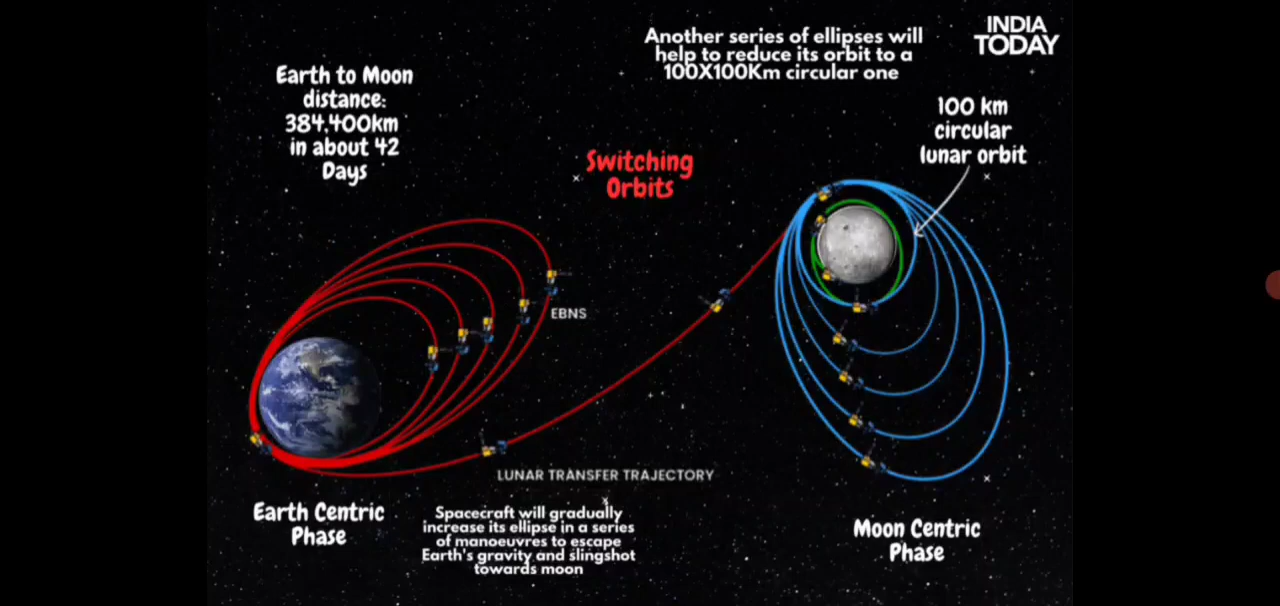 INDIA
TODAY
Another series of ellipses will
help to reduce its orbit to a
100X100Km circular one
Earth to Moon
distance:
384,400km
in about 42
Days
100 km
circular
lunar orbit
Switching
Orbits
EBNS
LUNAR TRANSFER TRAJECTORY
Earth Centric
Phase
Spacecraft will gradually
increase its ellipse in a series
of manoeuvres to escape
Earth's gravity and slingshot
towards moon
Moon Centric
Phase